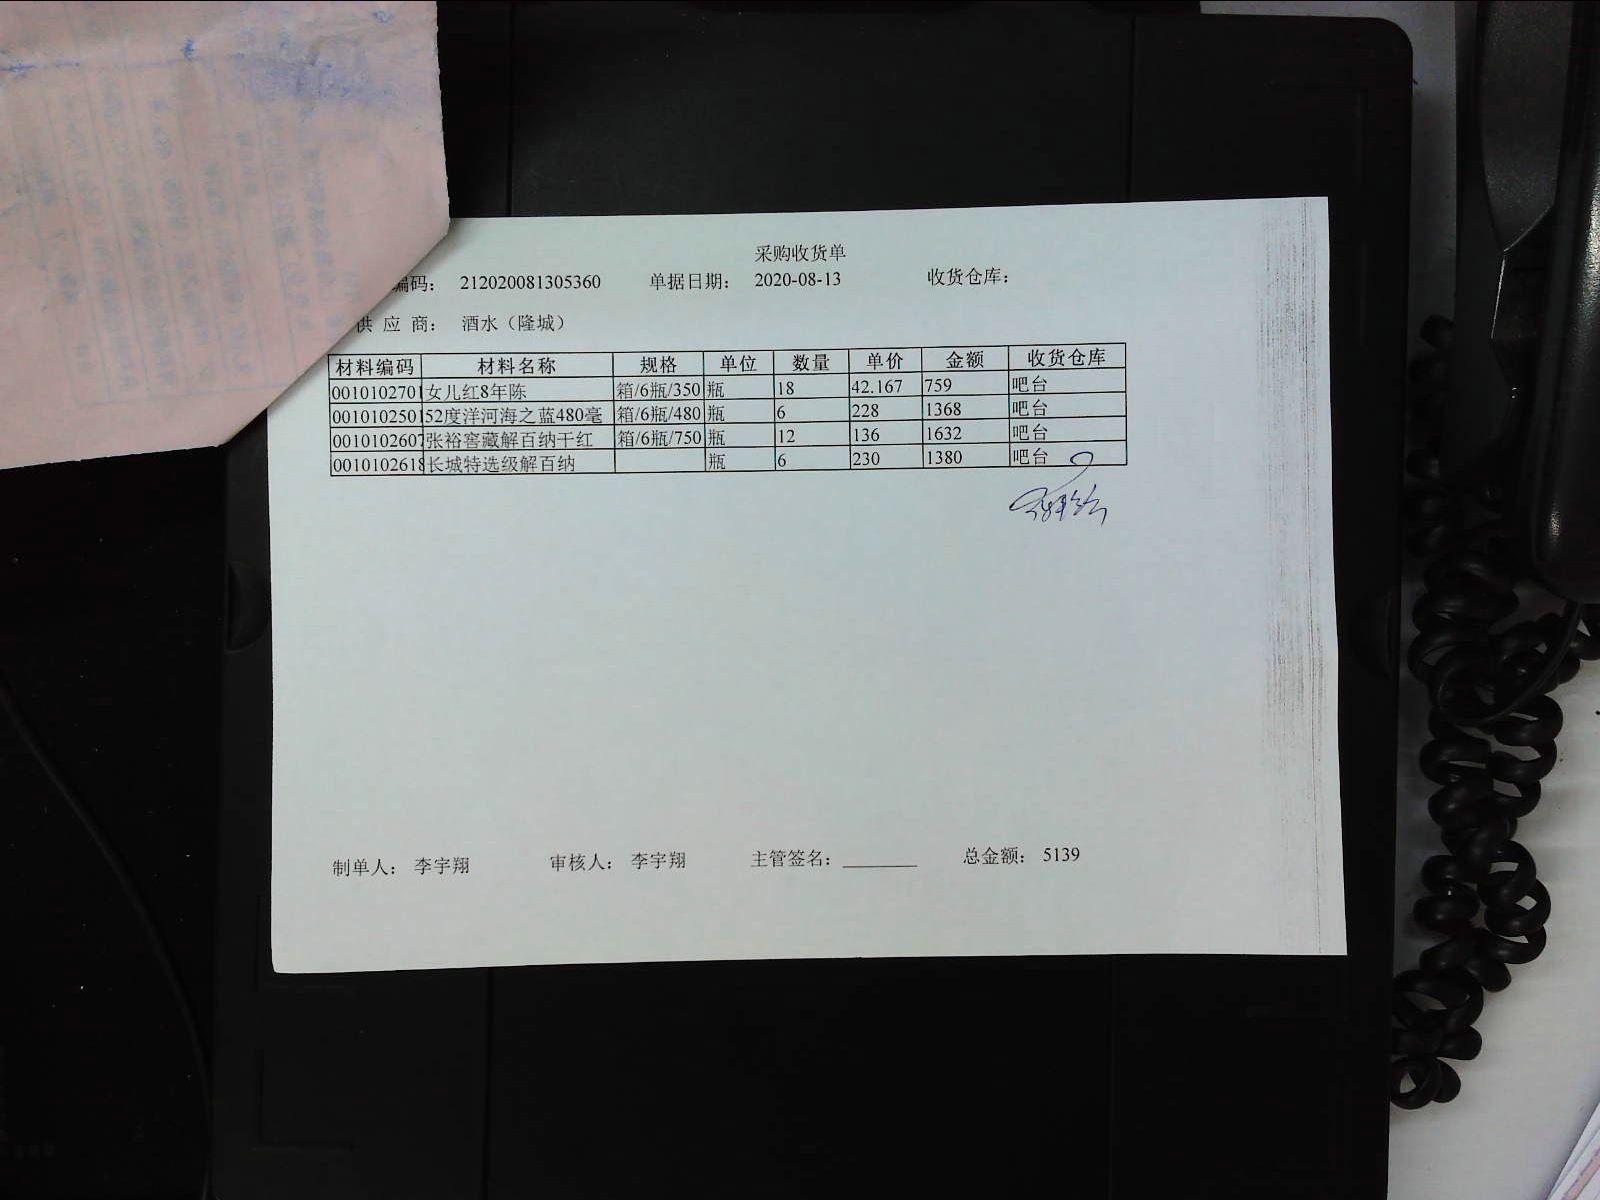 采购收货单
编码： 212020081305360 单据日期： 2020-08-13 收货仓库：
供 应 商： 酒水（隆城）
材料编码 材料名称 规格 单位 数量 单价 金额 收货仓库
0010102701 女儿红8年陈 箱/6瓶/350 瓶 18 42.167 759 吧台
0010102501 52度洋河海之蓝480毫 箱/6瓶/480 瓶 6 228 1368 吧台
0010102607 张裕窖藏解百纳干红 箱/6瓶/750 瓶 12 136 1632 吧台
0010102618 长城特选级解百纳 瓶 6 230 1380 吧台
制单人： 李宇翔 审核人： 李宇翔 主管签名： 总金额： 5139